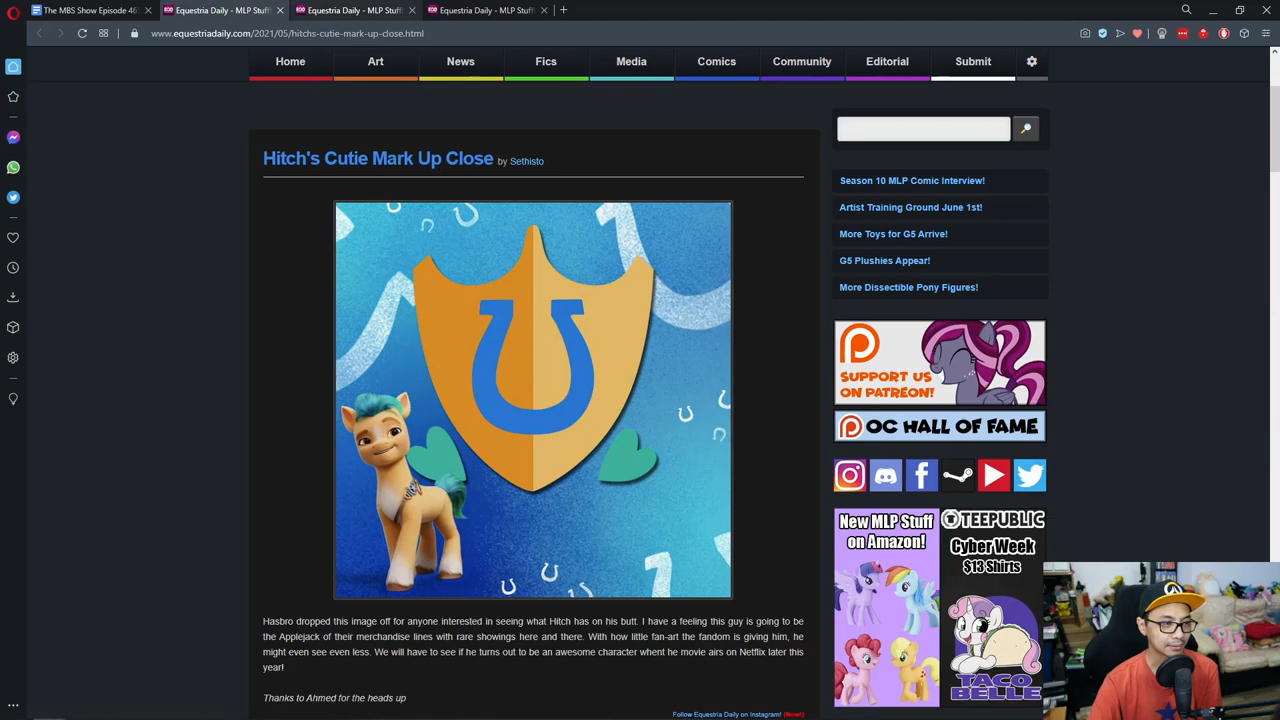 The MBS Show Episode 46
Equestria Daily - MLP Stuf
Equestria Daily - MLP Stuf
Equestria Daily - MLP Stuf
www.equestriadaily.com/2021/05/hitchs-cutie-mark-up-close.html
Home Art News Fics Media Comics Community Editorial Submit
Hitch's Cutie Mark Up Close by Sethisto
Hasbro dropped this image off for anyone interested in seeing what Hitch has on his butt. I have a feeling this guy is going to be
the Applejack of their merchandise lines with rare showings here and there. With how little fan-art the fandom is giving him, he
might even see even less. We will have to see if he turns out to be an awesome character whent he movie airs on Netflix later this
year!
Thanks to Ahmed for the heads up
Follow Equestria Daily on Instagram! (New!)
Season 10 MLP Comic Interview!
Artist Training Ground June 1st!
More Toys for G5 Arrive!
G5 Plushies Appear!
More Dissectible Pony Figures!
SUPPORT US
ON PATREON!
OC HALL OF FAME
New MLP Stuff
on Amazon!
TEEPUBLIC
Cyber Week
$13 Shirts
TACO
BELLE